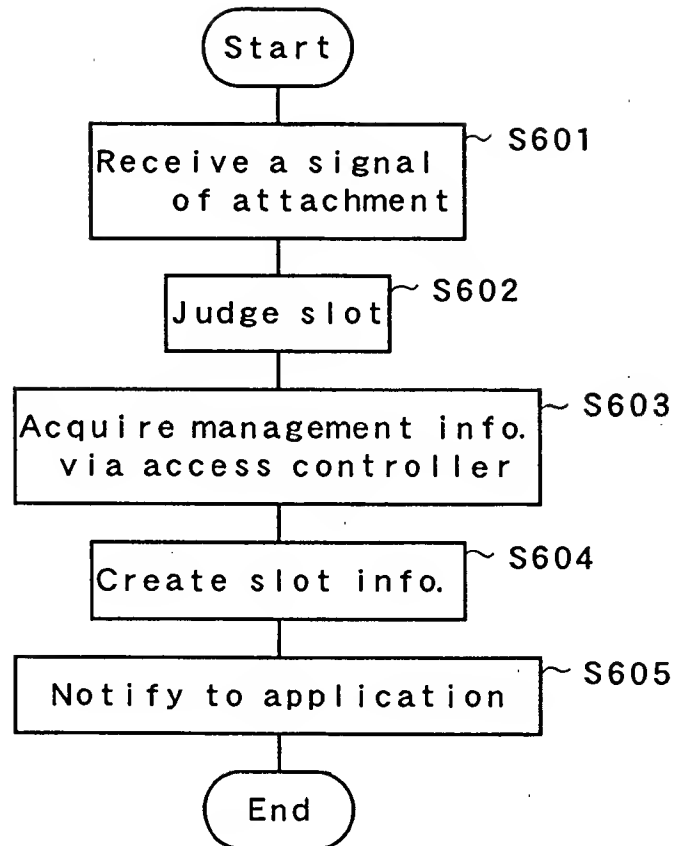 Start
S601
Receive a signal
of attachment
S602
Judge slot
S603
Acquire management info.
via access controller
S604
Create slot info.
S605
Notify to application
End